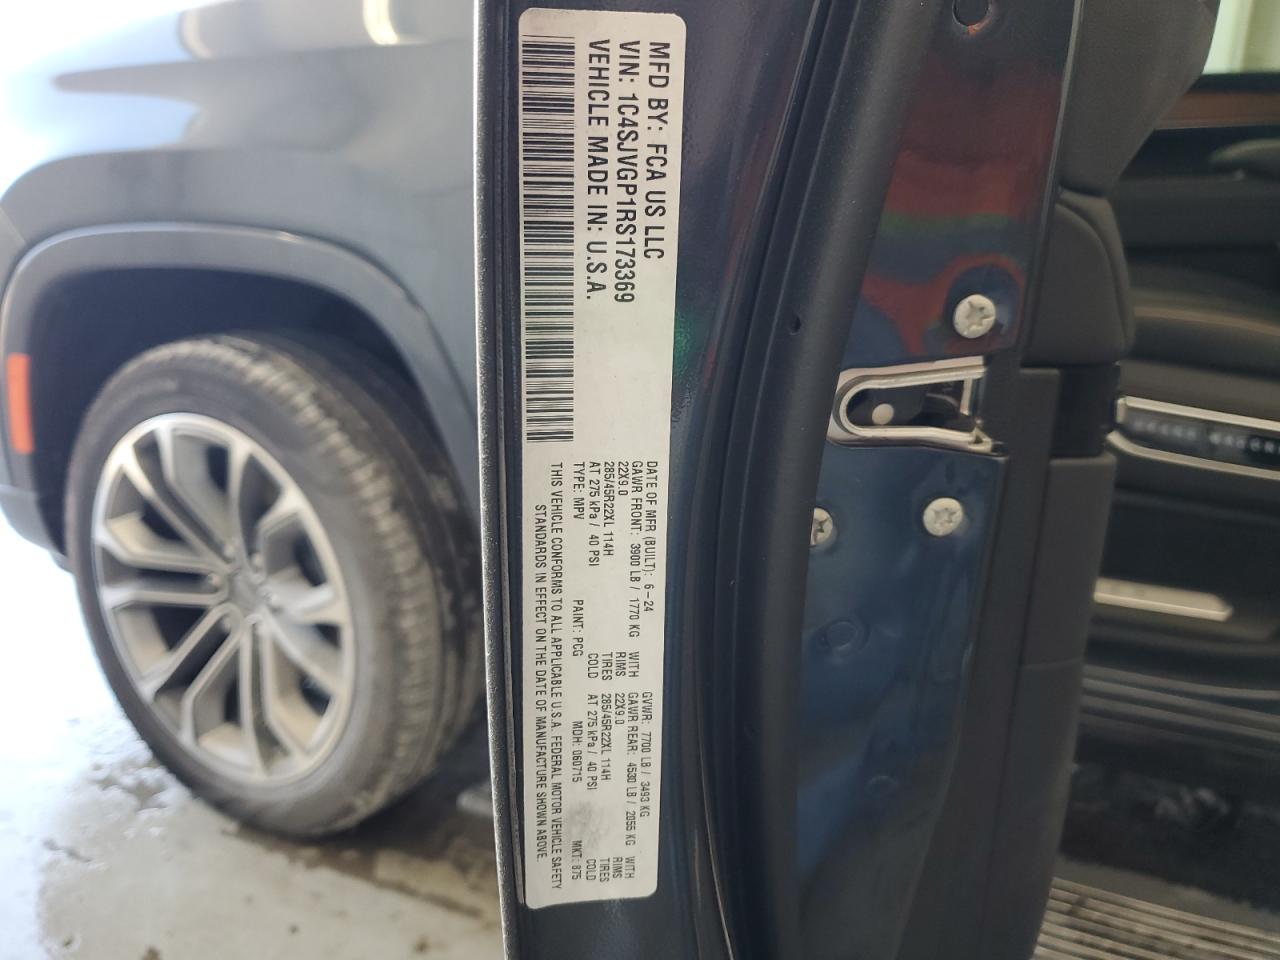 MFD BY: FCA US LLC
VIN: 1C4SJVGP1RS173369
VEHICLE MADE IN: U.S.A.
DATE OF MFR (BUILT): 6-24 GVWR: 7700 LB / 3493 KG
GAWR FRONT: 3900 LB / 1770 KG WITH GAWR REAR: 4530 LB / 2055 KG WITH
22X9.0 RIMS 22X9.0 RIMS
285/45R22XL 114H TIRES 285/45R22XL 114H TIRES
AT 275 kPa / 40 PSI COLD AT 275 kPa / 40 PSI COLD
TYPE: MPV PAINT: PCG MDH: 060715 MKT: 875
THIS VEHICLE CONFORMS TO ALL APPLICABLE U.S.A. FEDERAL MOTOR VEHICLE SAFETY
STANDARDS IN EFFECT ON THE DATE OF MANUFACTURE SHOWN ABOVE.